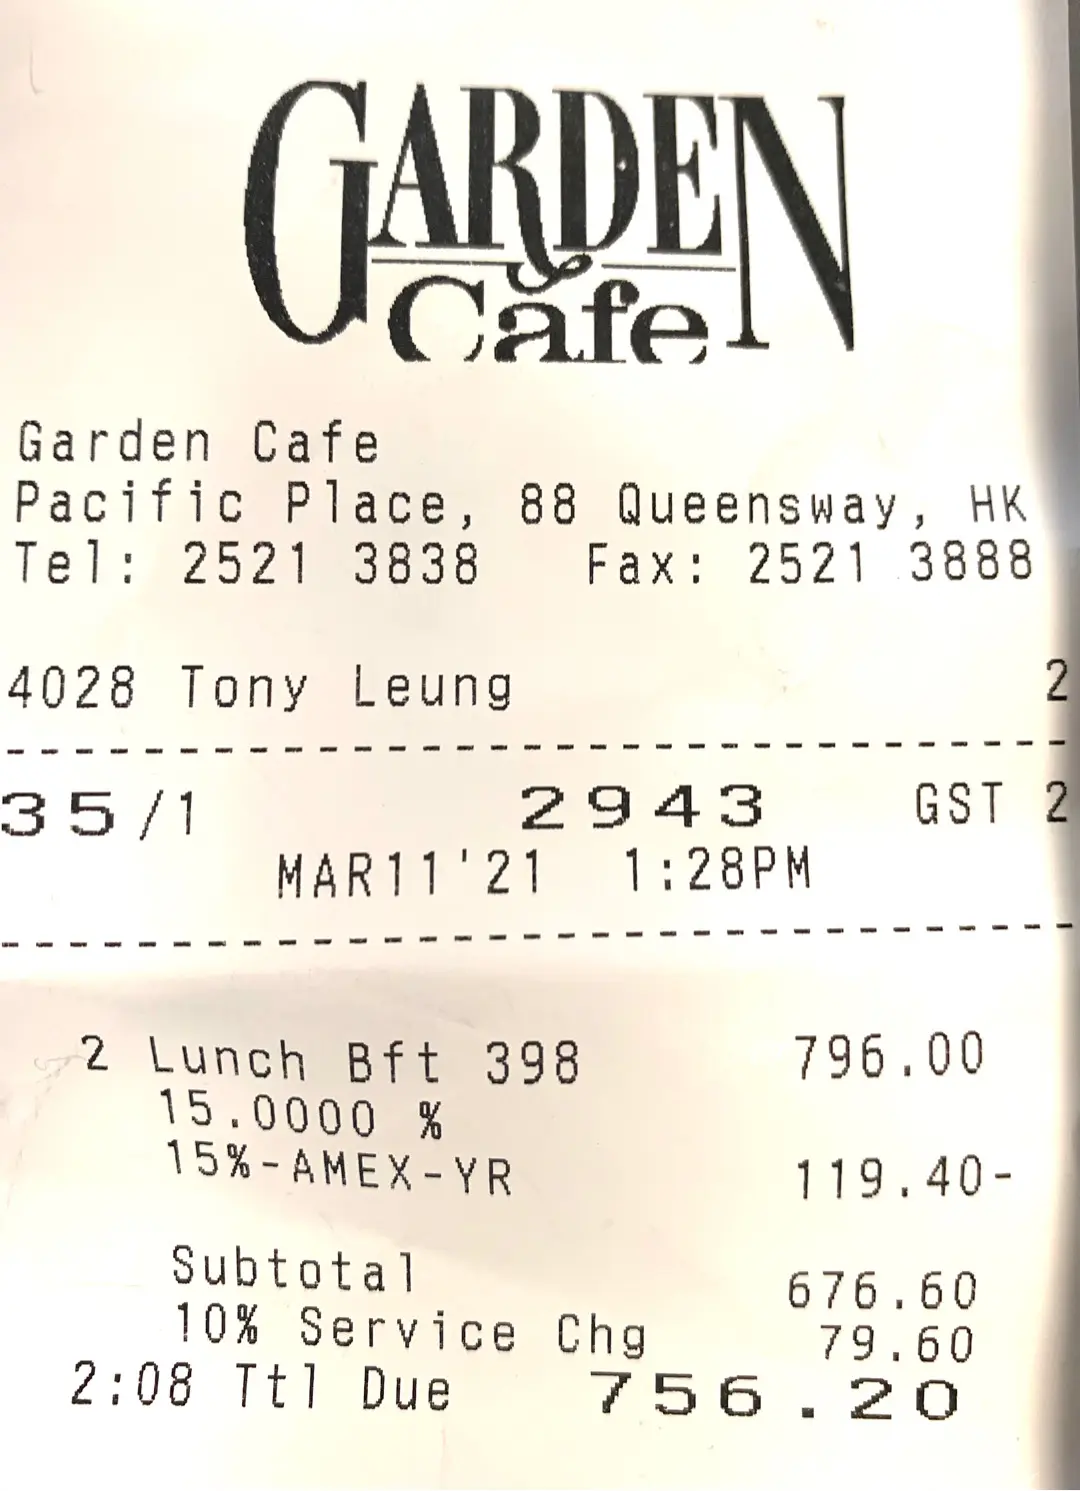 GARDEN
Cafe
Garden Cafe
Pacific Place, 88 Queensway, HK
Tel: 2521 3838 Fax: 2521 3888
4028 Tony Leung 2
35/1 2943 GST 2
MAR11'21 1:28PM
2 Lunch Bft 398 796.00
15.0000 %
15%-AMEX-YR 119.40-
Subtotal 676.60
10% Service Chg 79.60
2:08 Ttl Due 756.20